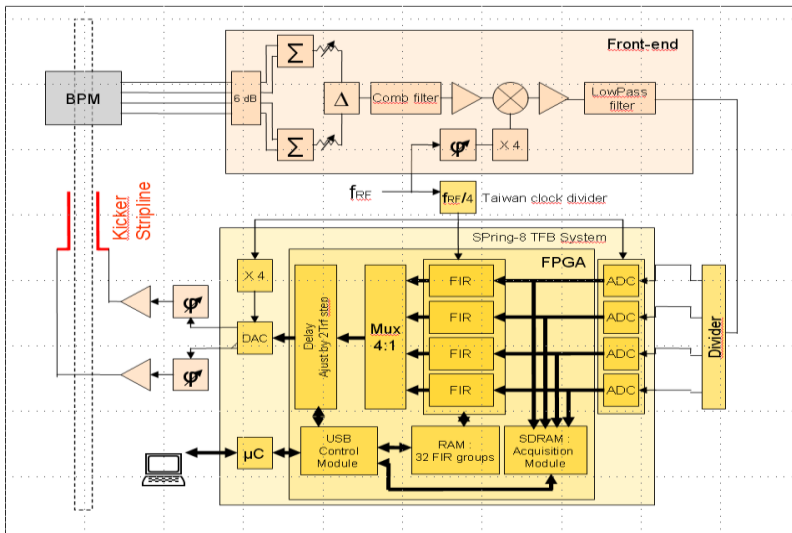 Front-end
BPM
6 dB
Σ
Σ
Δ
Comb filter
LowPass
filter
φ
X 4
fRF
fRF/4
Taiwan clock divider
Kicker
Stripline
SPring-8 TFB System
FPGA
X 4
DAC
φ
φ
Delay
Ajust by 2Trf step
Mux
4:1
FIR
FIR
FIR
FIR
ADC
ADC
ADC
ADC
Divider
µC
USB
Control
Module
RAM :
32 FIR groups
SDRAM :
Acquisition
Module